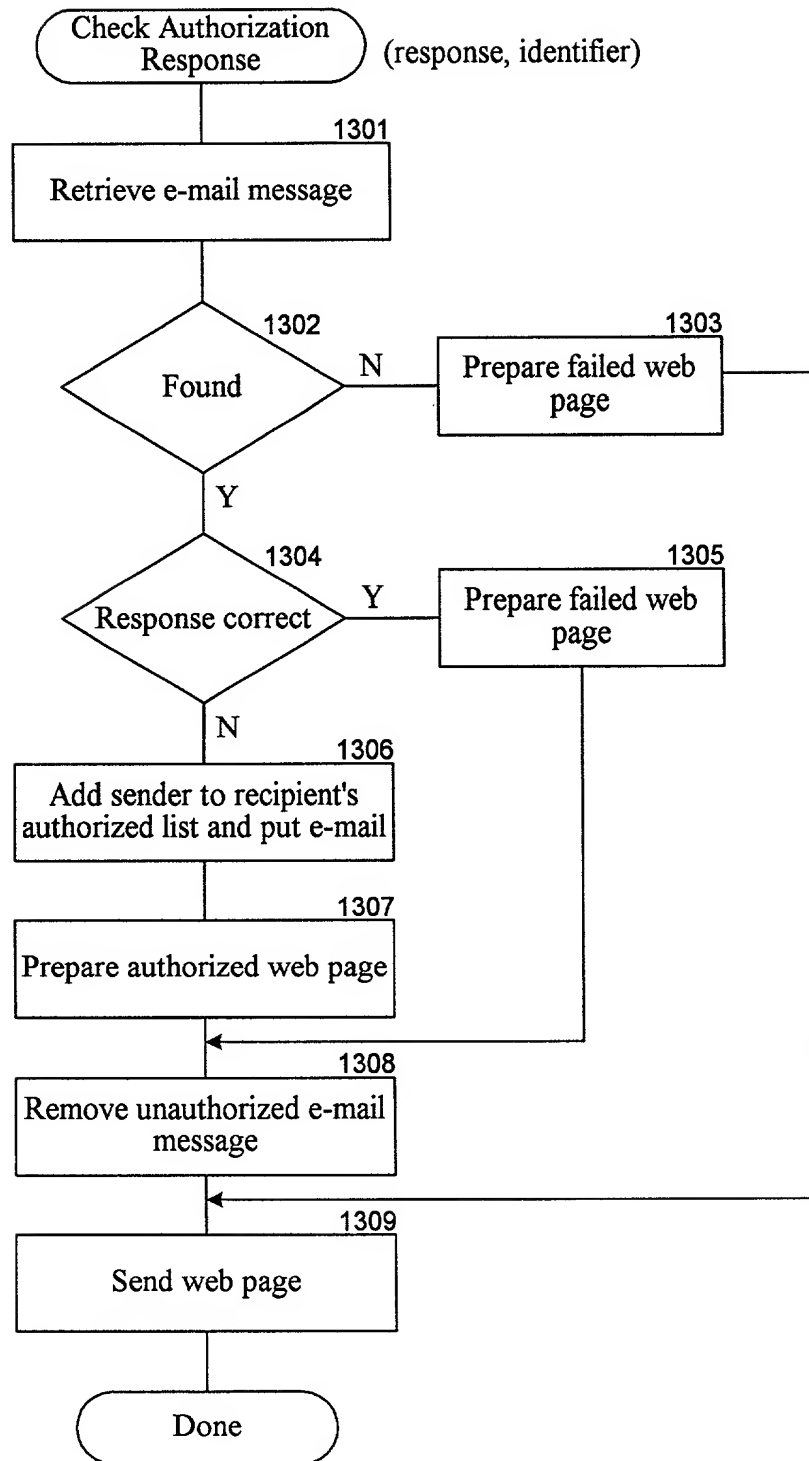 Check Authorization
Response
(response, identifier)
1301
Retrieve e-mail message
1302
Found
N
1303
Prepare failed web
page
Y
1304
Response correct
Y
1305
Prepare failed web
page
N
1306
Add sender to recipient's
authorized list and put e-mail
1307
Prepare authorized web page
1308
Remove unauthorized e-mail
message
1309
Send web page
Done